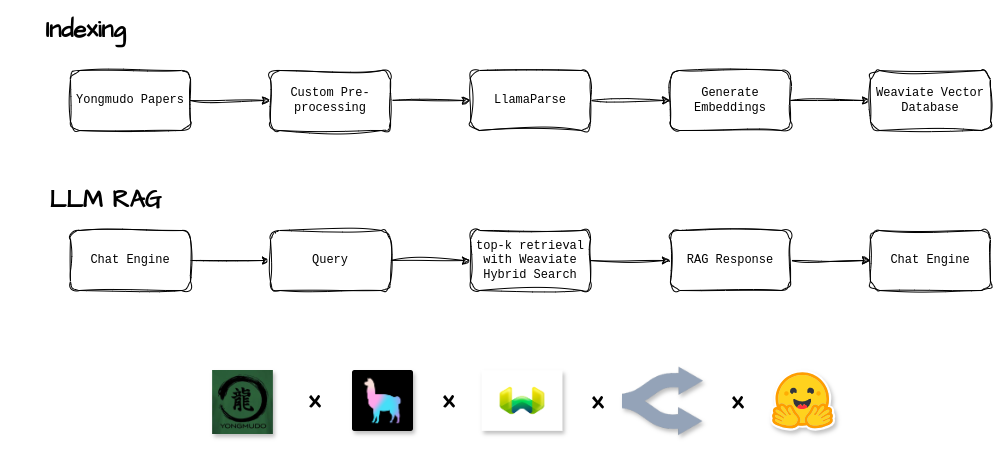 Indexing
Yongmudo Papers
Custom Pre-
processing
LlamaParse
Generate
Embeddings
Weaviate Vector
Database
LLM RAG
Chat Engine
Query
top-k retrieval
with Weaviate
Hybrid Search
RAG Response
Chat Engine
龍
YONGMUDO
x
x
x
x